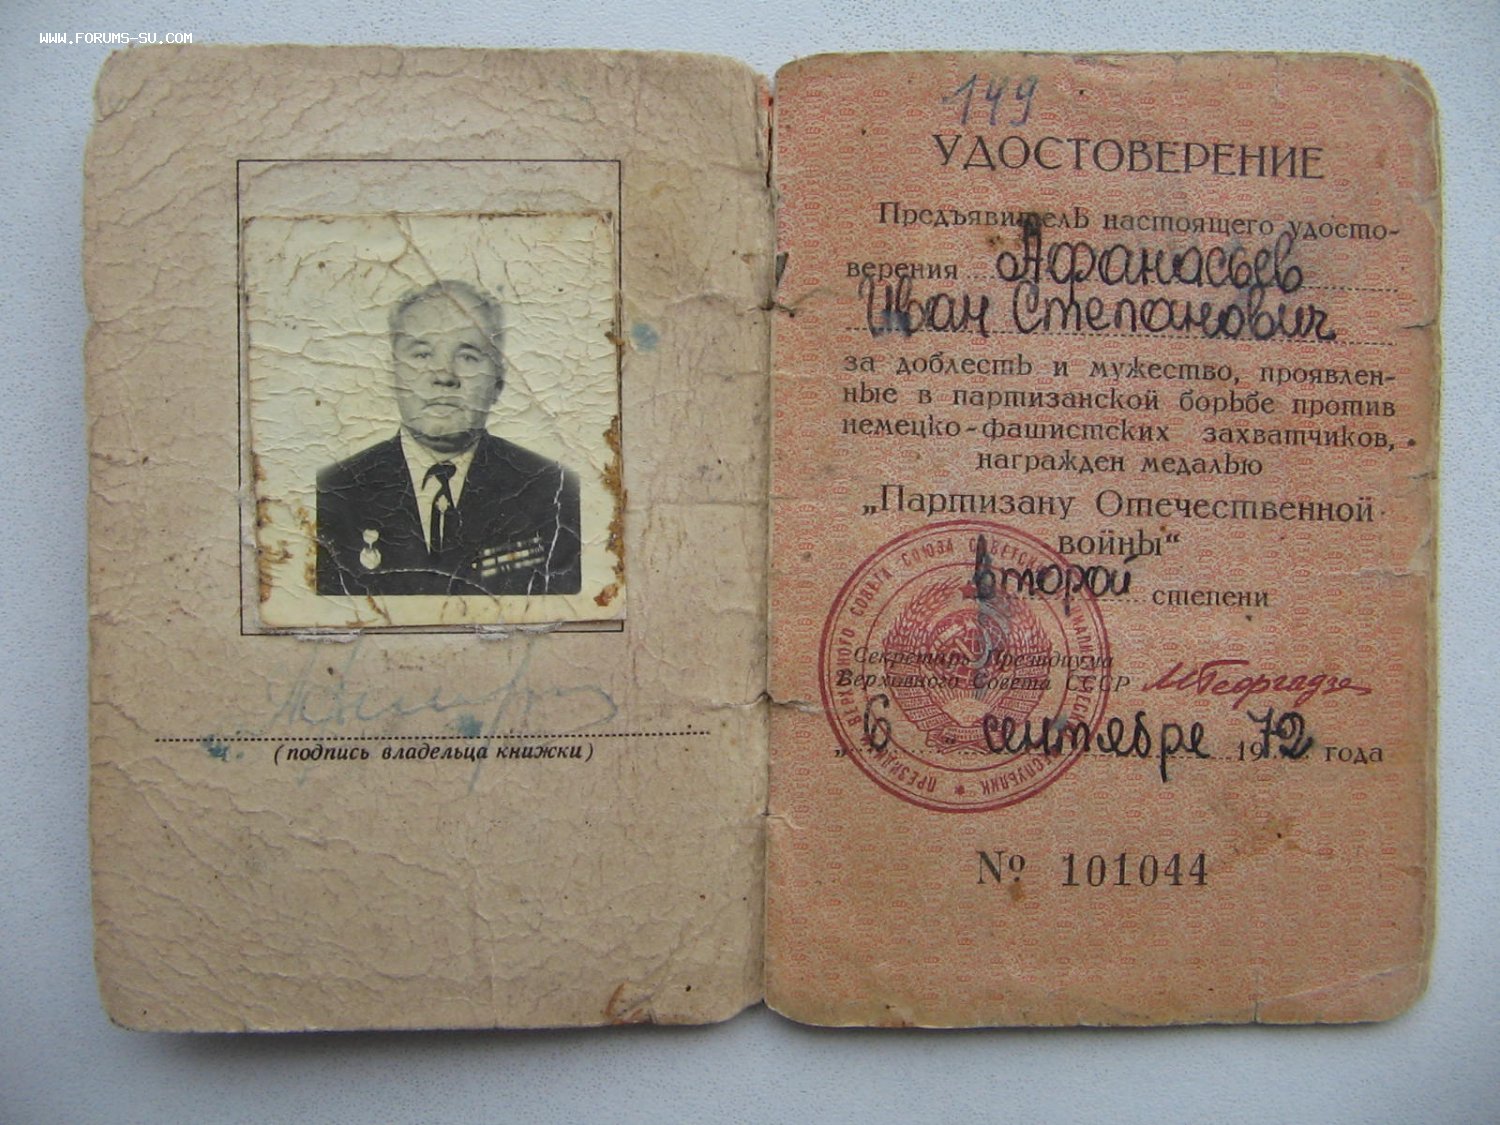 WWW.FORUMS-SU.COM
(подпись владельца книжки)
149
УДОСТОВЕРЕНИЕ
Предъявитель настоящего удосто-
верения Афанасьев
Иван Степанович
за доблесть и мужество, проявлен-
ные в партизанской борьбе против
немецко-фашистских захватчиков,
награжден медалью
„Партизану Отечественной
войны“
второй степени
Секретарь Президиума
Верховного Совета СССР М Георгадзе
„6 сентября 1972 года
№ 101044